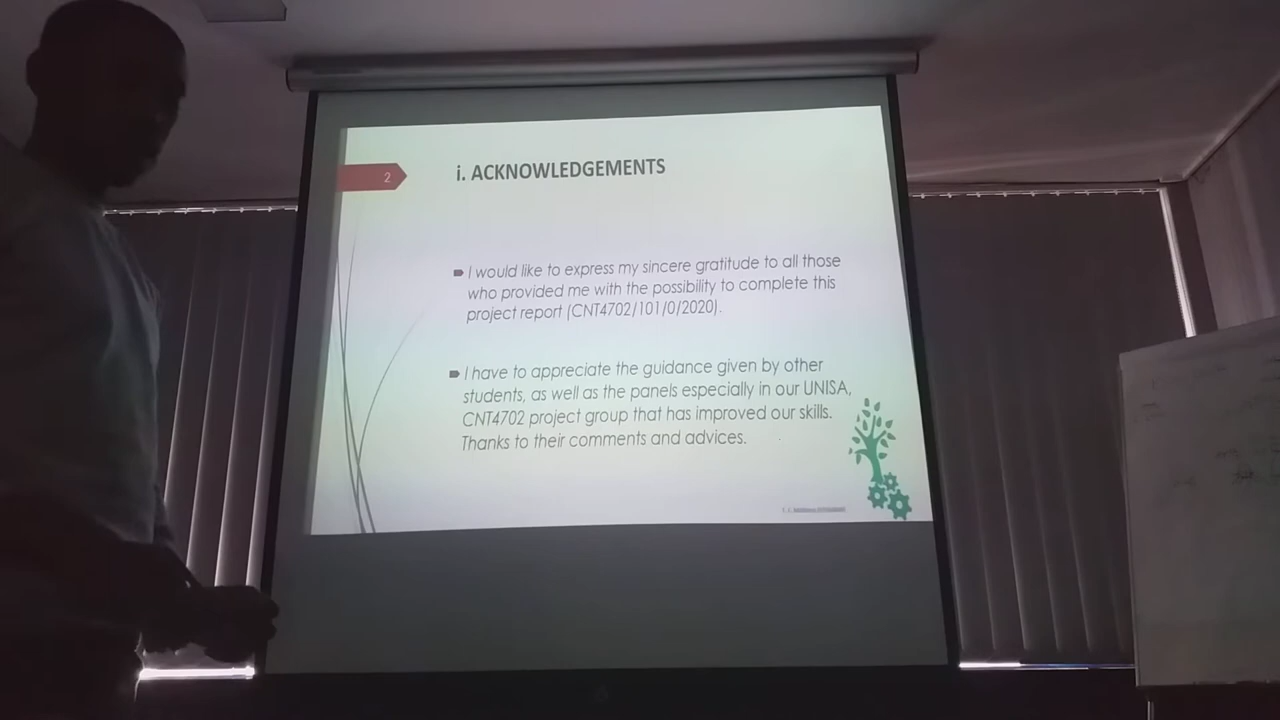 2
i. ACKNOWLEDGEMENTS
I would like to express my sincere gratitude to all those
who provided me with the possibility to complete this
project report (CNT4702/101/0/2020).
I have to appreciate the guidance given by other
students, as well as the panels especially in our UNISA,
CNT4702 project group that has improved our skills.
Thanks to their comments and advices.